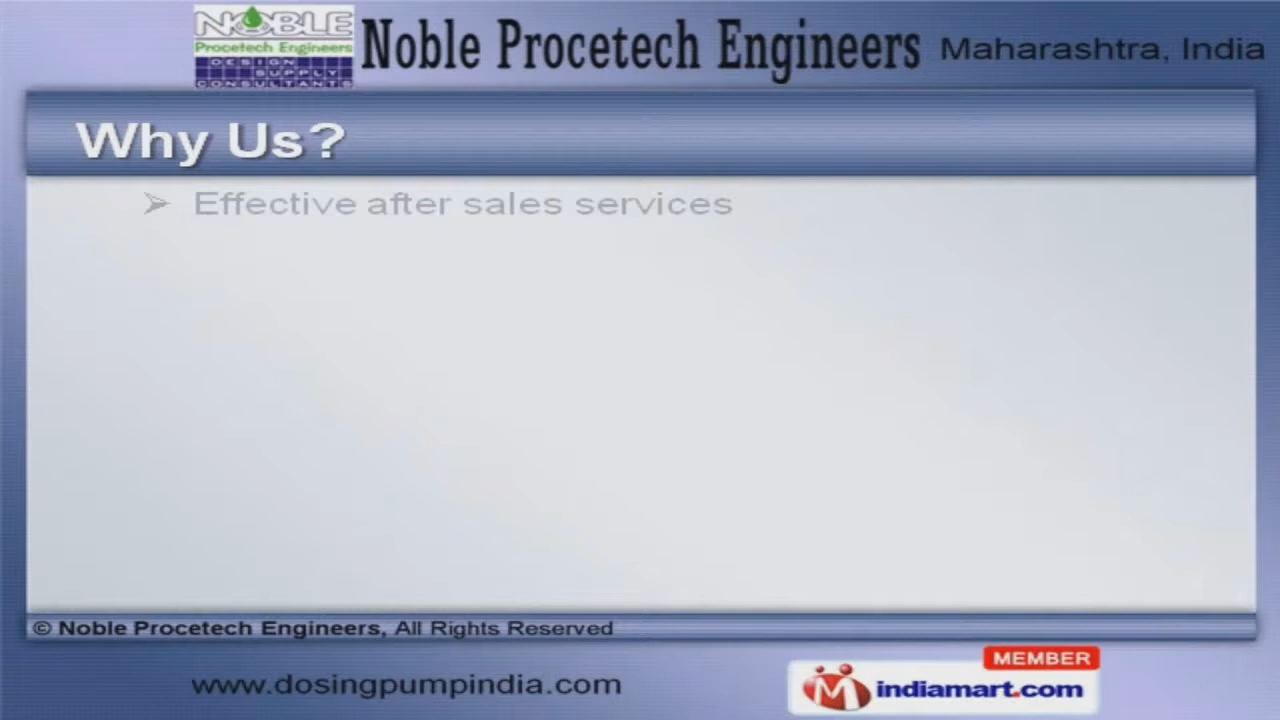 NOBLE
Procetech Engineers
DESIGN
SUPPLY
CONSULTANTS
Noble Procetech Engineers
Maharashtra, India
Why Us?
➢ Effective after sales services
© Noble Procetech Engineers, All Rights Reserved
www.dosingpumpindia.com
MEMBER
indiamart.com